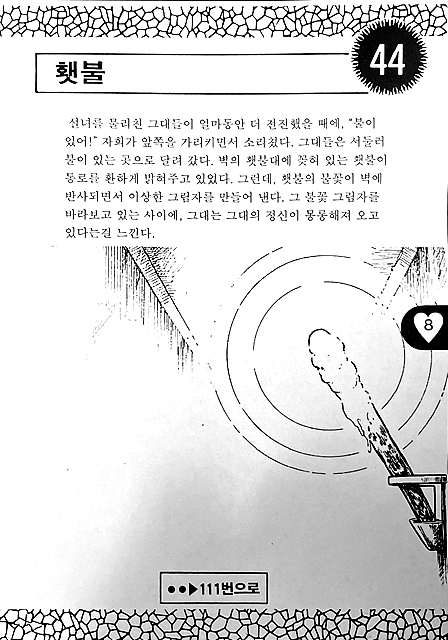 44
횃불
선녀를 물리친 그대들이 얼마동안 더 전진했을 때에, "불이
있어!" 자희가 앞쪽을 가리키면서 소리쳤다. 그대들은 서둘러
불이 있는 곳으로 달려 갔다. 벽의 횃불대에 꽂혀 있는 횃불이
통로를 환하게 밝혀주고 있었다. 그런데, 횃불의 불꽃이 벽에
반사되면서 이상한 그림자를 만들어 낸다. 그 불꽃 그림자를
바라보고 있는 사이에, 그대는 그대의 정신이 몽롱해져 오고
있다는걸 느낀다.
8
●●▶111번으로